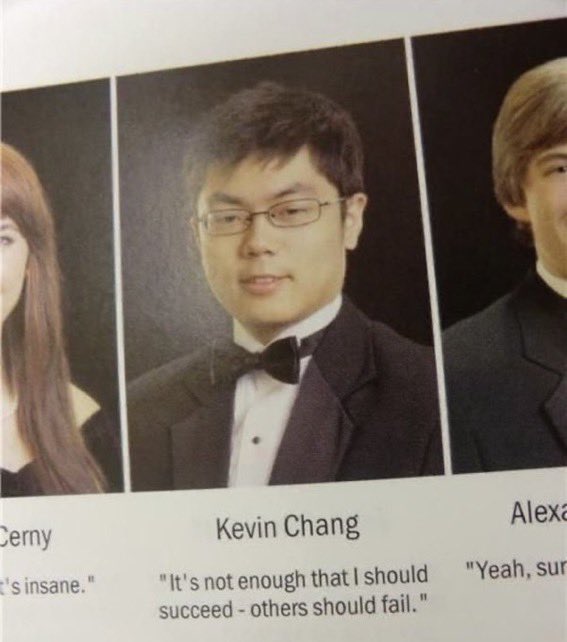 Cerny
Kevin Chang
Alexa
t's insane."
"It's not enough that I should
succeed - others should fail."
"Yeah, sur